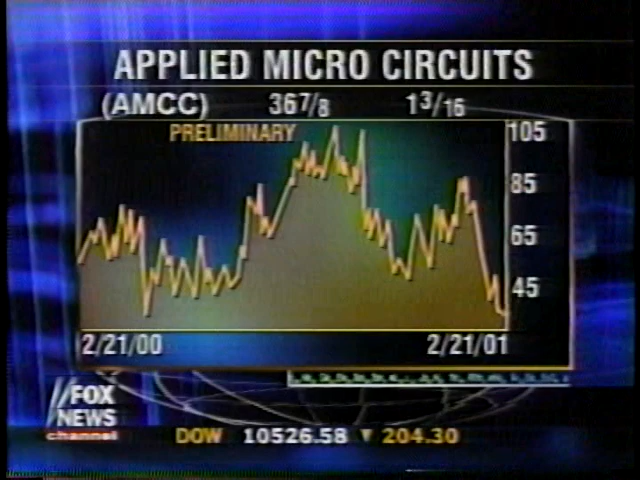 APPLIED MICRO CIRCUITS
(AMCC) 36 7/8 1 3/16
PRELIMINARY
105
85
65
45
2/21/00 2/21/01
FOX
NEWS
channel
DOW 10526.58 ▼ 204.30